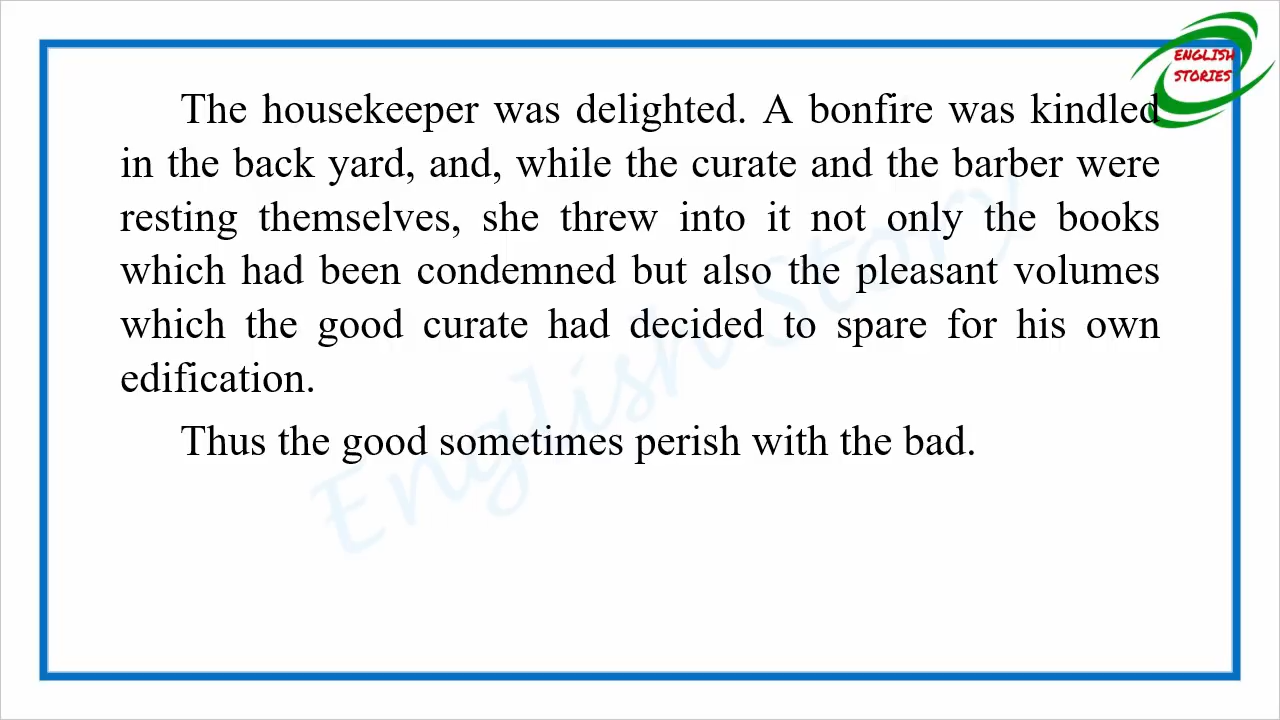 ENGLISH
STORIES
The housekeeper was delighted. A bonfire was kindled
in the back yard, and, while the curate and the barber were
resting themselves, she threw into it not only the books
which had been condemned but also the pleasant volumes
which the good curate had decided to spare for his own
edification.
Thus the good sometimes perish with the bad.
English Story